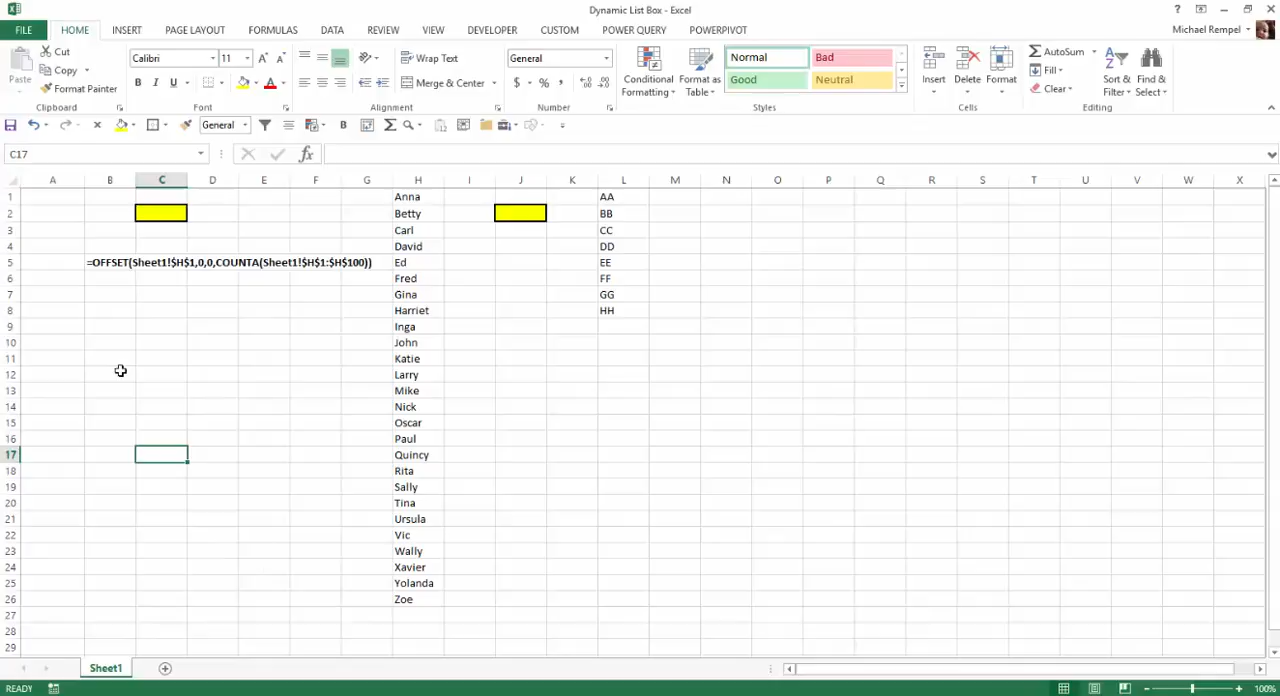 Dynamic List Box - Excel
?
FILE HOME INSERT PAGE LAYOUT FORMULAS DATA REVIEW VIEW DEVELOPER CUSTOM POWER QUERY POWERPIVOT Michael Rempel
Paste
Cut
Copy
Format Painter
Clipboard
Calibri 11
B I U
Font
Wrap Text
Merge & Center
Alignment
General
$ % ,
Number
Conditional Formatting
Format as Table
Normal Bad
Good Neutral
Styles
Insert Delete Format
Cells
AutoSum
Fill
Clear
Sort & Filter
Find & Select
Editing
General B
C17 fx
A B C D E F G H I J K L M N O P Q R S T U V W X
1 Anna AA
2 Betty BB
3 Carl CC
4 David DD
5 =OFFSET(Sheet1!$H$1,0,0,COUNTA(Sheet1!$H$1:$H$100)) Ed EE
6 Fred FF
7 Gina GG
8 Harriet HH
9 Inga
10 John
11 Katie
12 Larry
13 Mike
14 Nick
15 Oscar
16 Paul
17 Quincy
18 Rita
19 Sally
20 Tina
21 Ursula
22 Vic
23 Wally
24 Xavier
25 Yolanda
26 Zoe
27
28
29
Sheet1
READY 100%